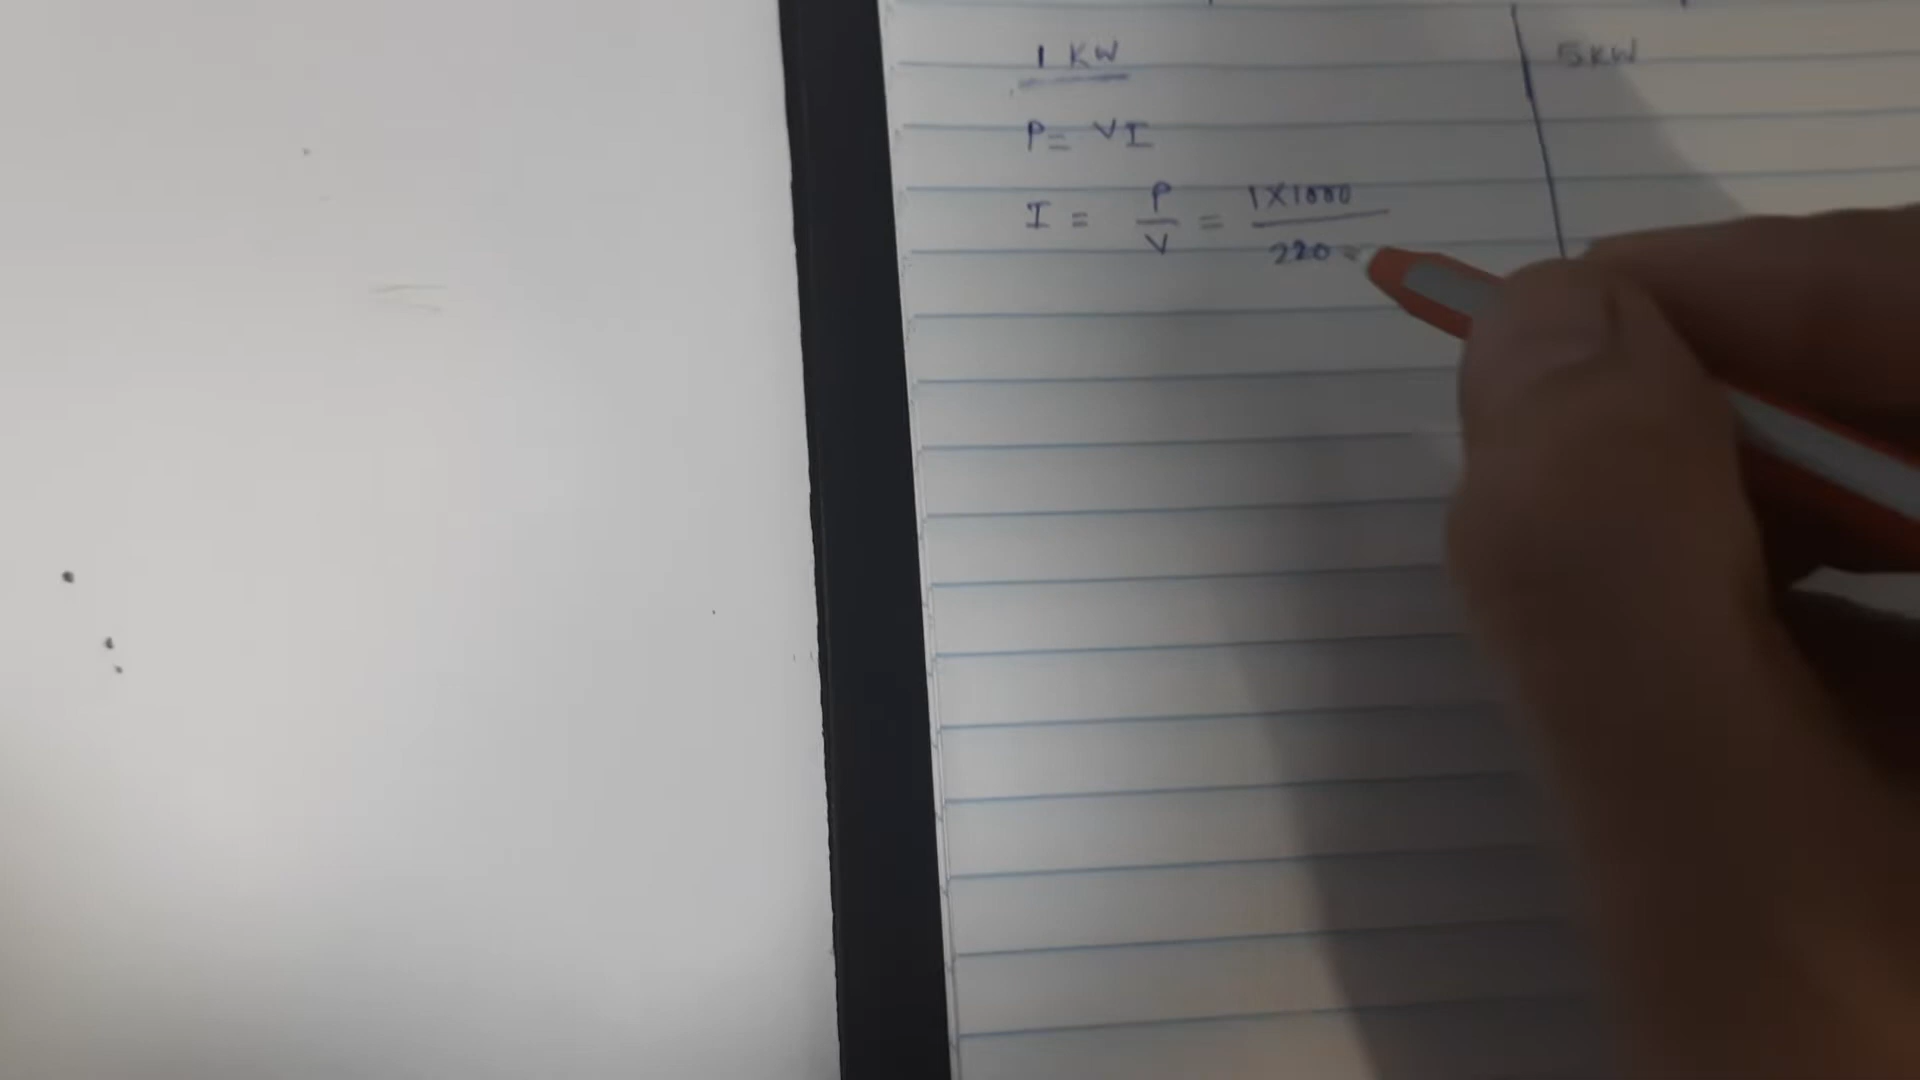 1 KW
P = VI
I = P/V = 1X1000/220
5KW